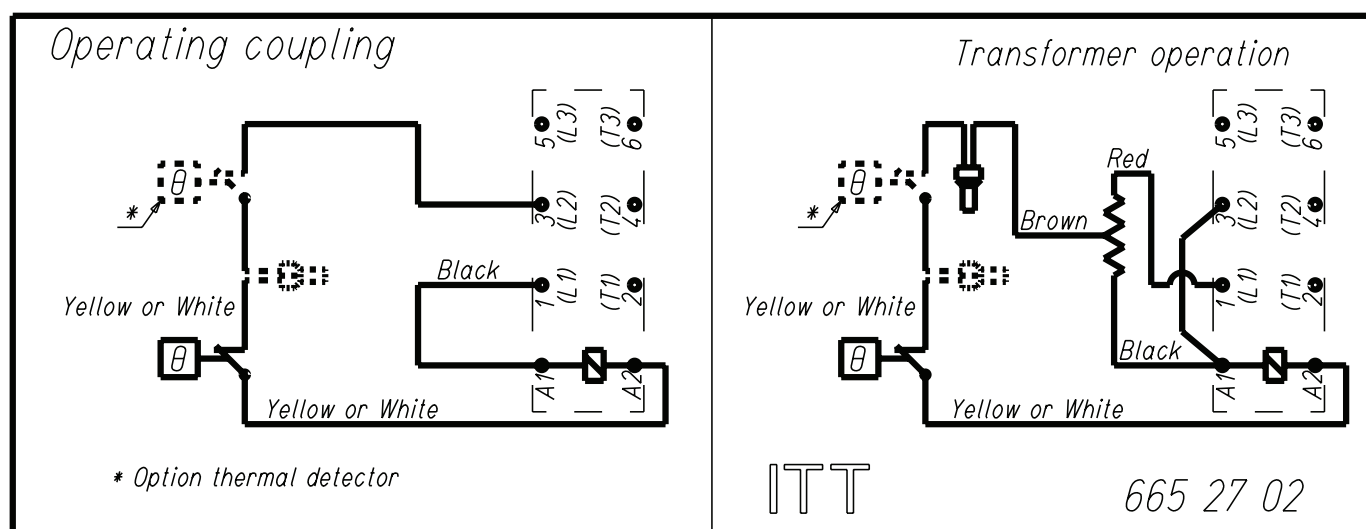 Operating coupling
5
(L3)
(T3)
6
θ
*
3
(L2)
(T2)
4
Black
1
(L1)
(T1)
2
Yellow or White
θ
A1
A2
Yellow or White
* Option thermal detector
Transformer operation
5
(L3)
(T3)
6
Red
θ
*
3
(L2)
(T2)
4
Brown
1
(L1)
(T1)
2
Yellow or White
θ
Black
A1
A2
Yellow or White
ITT
665 27 02